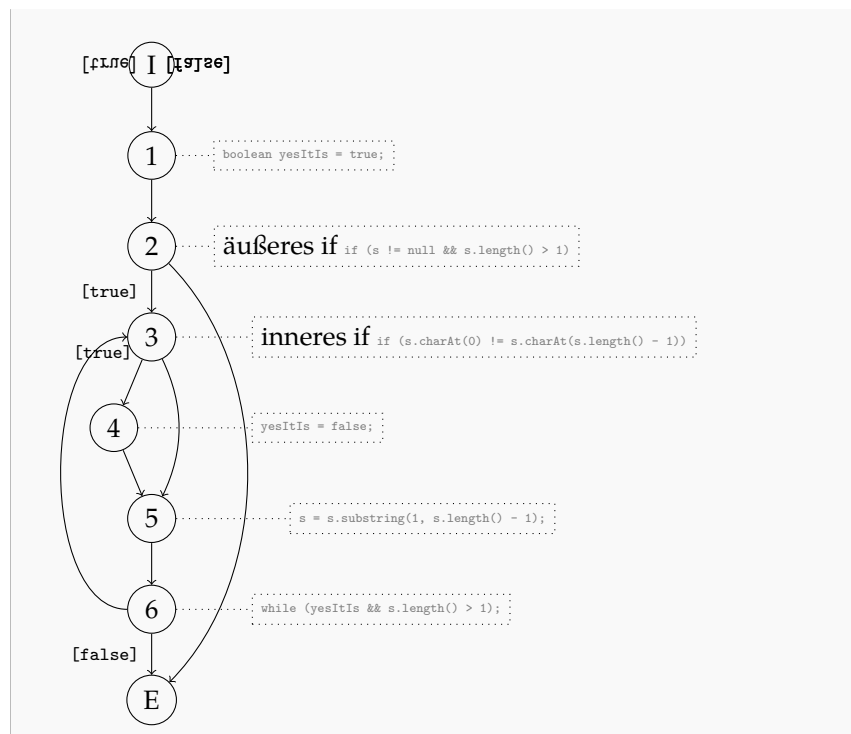 [true] I [false]
1 boolean yesItIs = true;
2 äußeres if if (s != null && s.length() > 1)
[true]
3 inneres if if (s.charAt(0) != s.charAt(s.length() - 1))
[true]
4 yesItIs = false;
5 s = s.substring(1, s.length() - 1);
6 while (yesItIs && s.length() > 1);
[false]
E